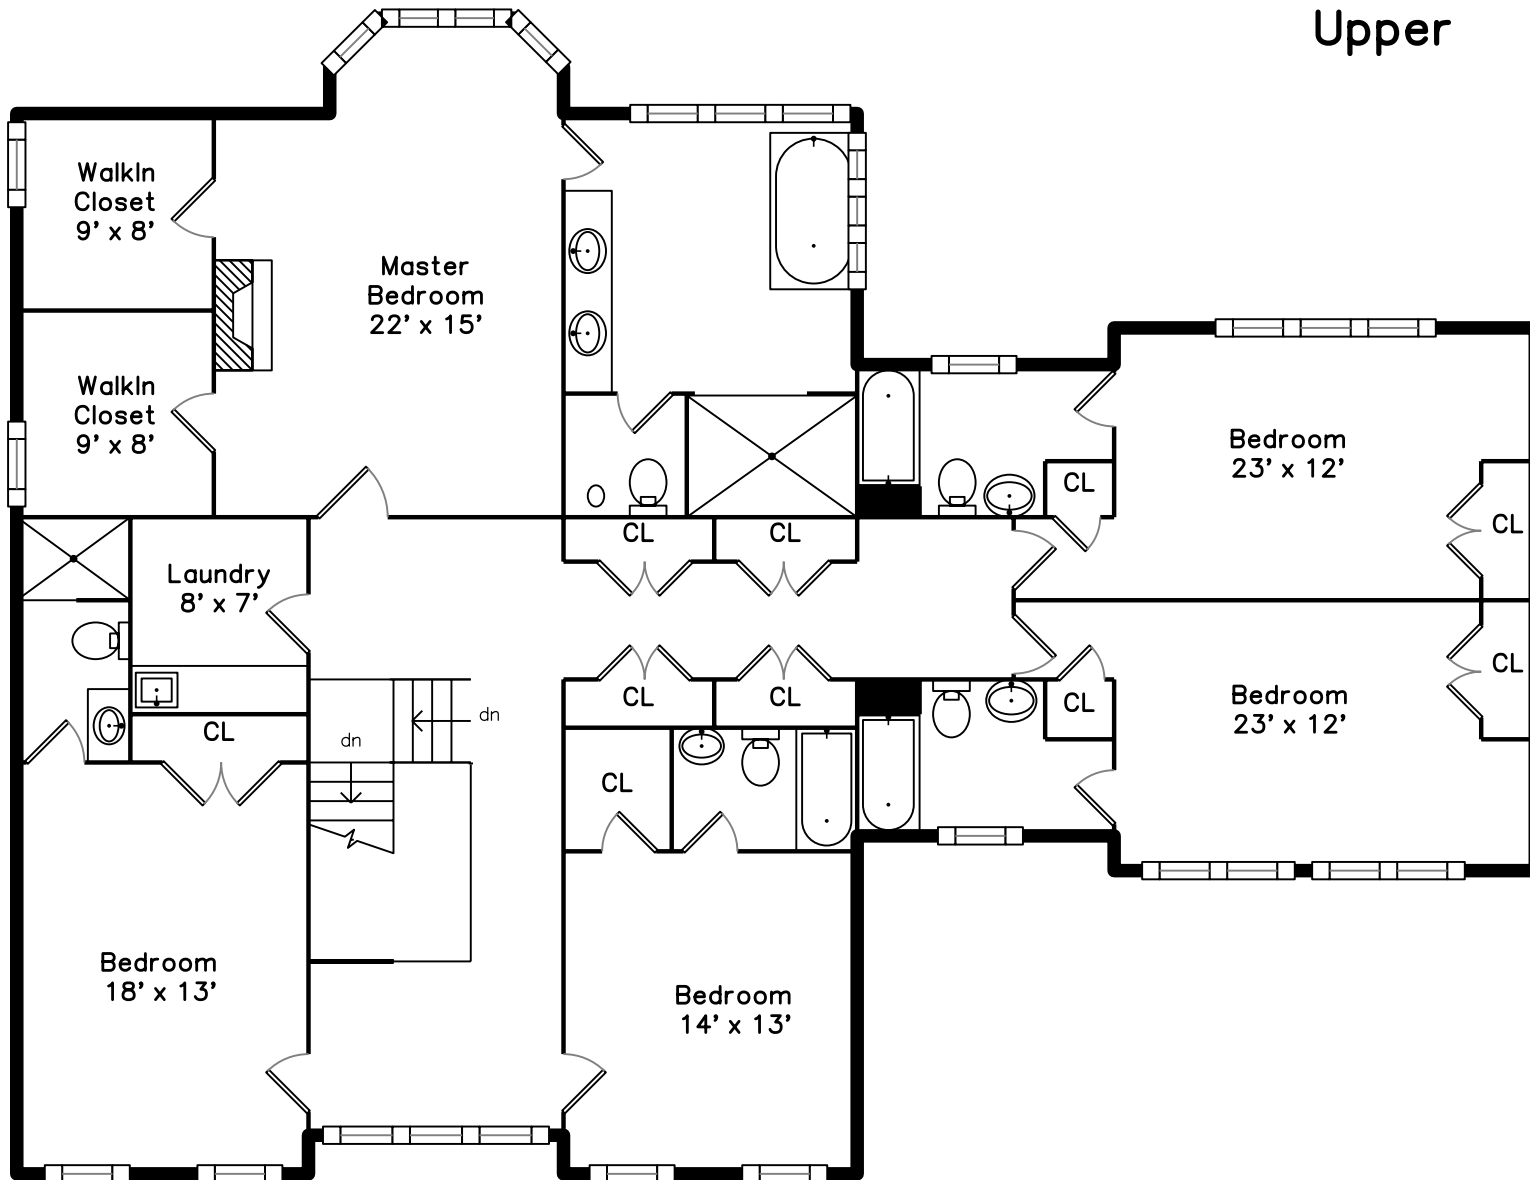 Upper
WalkIn
Closet
9' x 8'
Master
Bedroom
22' x 15'
WalkIn
Closet
9' x 8'
Bedroom
23' x 12'
CL
CL
CL
CL
Laundry
8' x 7'
CL
CL
CL
CL
Bedroom
23' x 12'
dn
dn
CL
CL
Bedroom
18' x 13'
Bedroom
14' x 13'